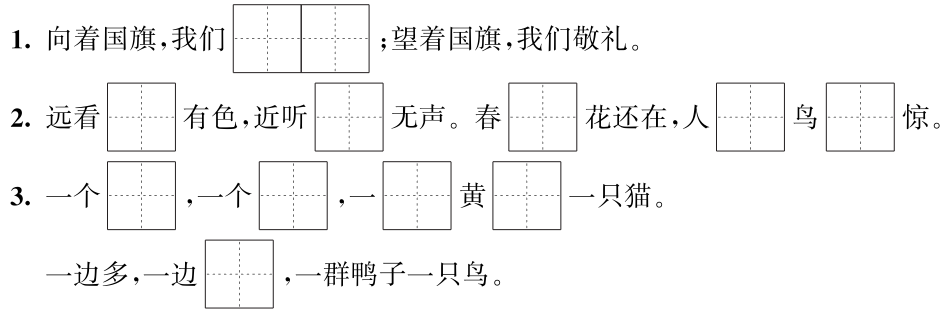 1. 向着国旗,我们 ;望着国旗,我们敬礼。
2. 远看 有色,近听 无声。春 花还在,人 鸟 惊。
3. 一个 ,一个 ,一 黄 一只猫。
一边多,一边 ,一群鸭子一只鸟。